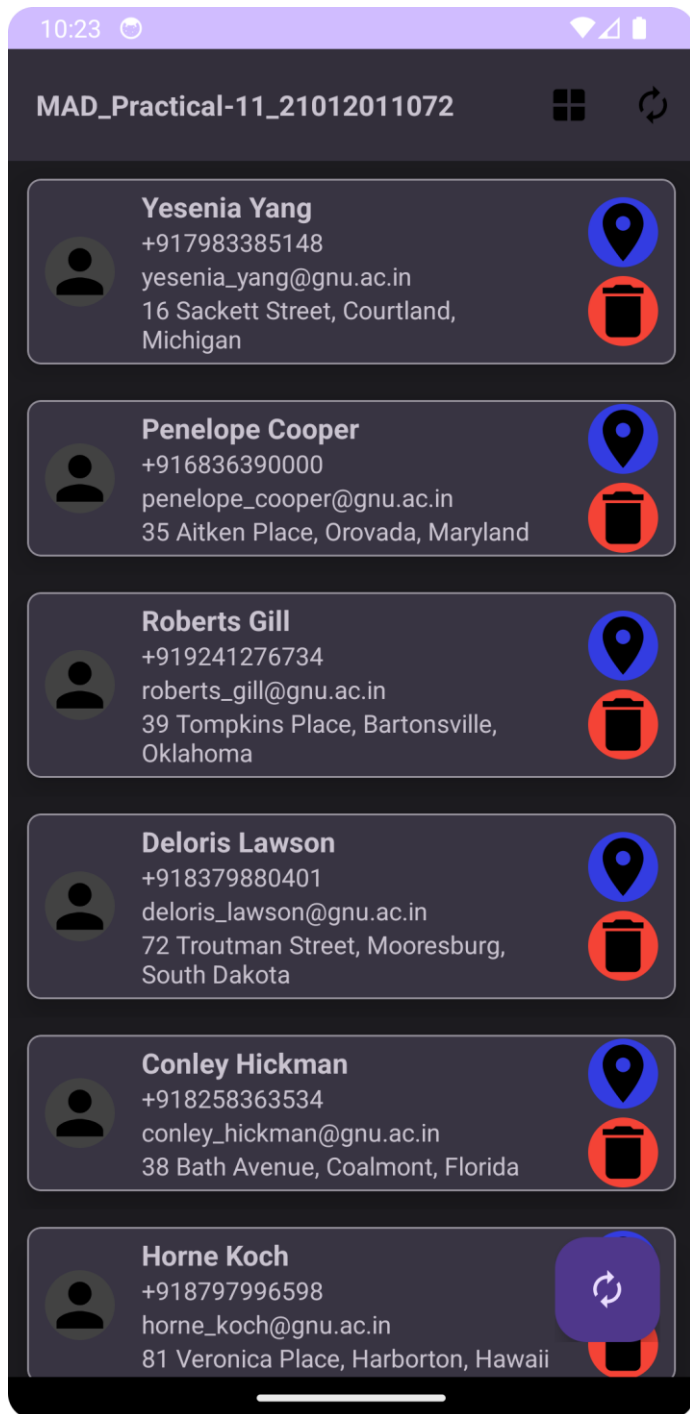 10:23
MAD_Practical-11_21012011072
Yesenia Yang
+917983385148
yesenia_yang@gnu.ac.in
16 Sackett Street, Courtland,
Michigan
Penelope Cooper
+916836390000
penelope_cooper@gnu.ac.in
35 Aitken Place, Orovada, Maryland
Roberts Gill
+919241276734
roberts_gill@gnu.ac.in
39 Tompkins Place, Bartonsville,
Oklahoma
Deloris Lawson
+918379880401
deloris_lawson@gnu.ac.in
72 Troutman Street, Mooresburg,
South Dakota
Conley Hickman
+918258363534
conley_hickman@gnu.ac.in
38 Bath Avenue, Coalmont, Florida
Horne Koch
+918797996598
horne_koch@gnu.ac.in
81 Veronica Place, Harborton, Hawaii